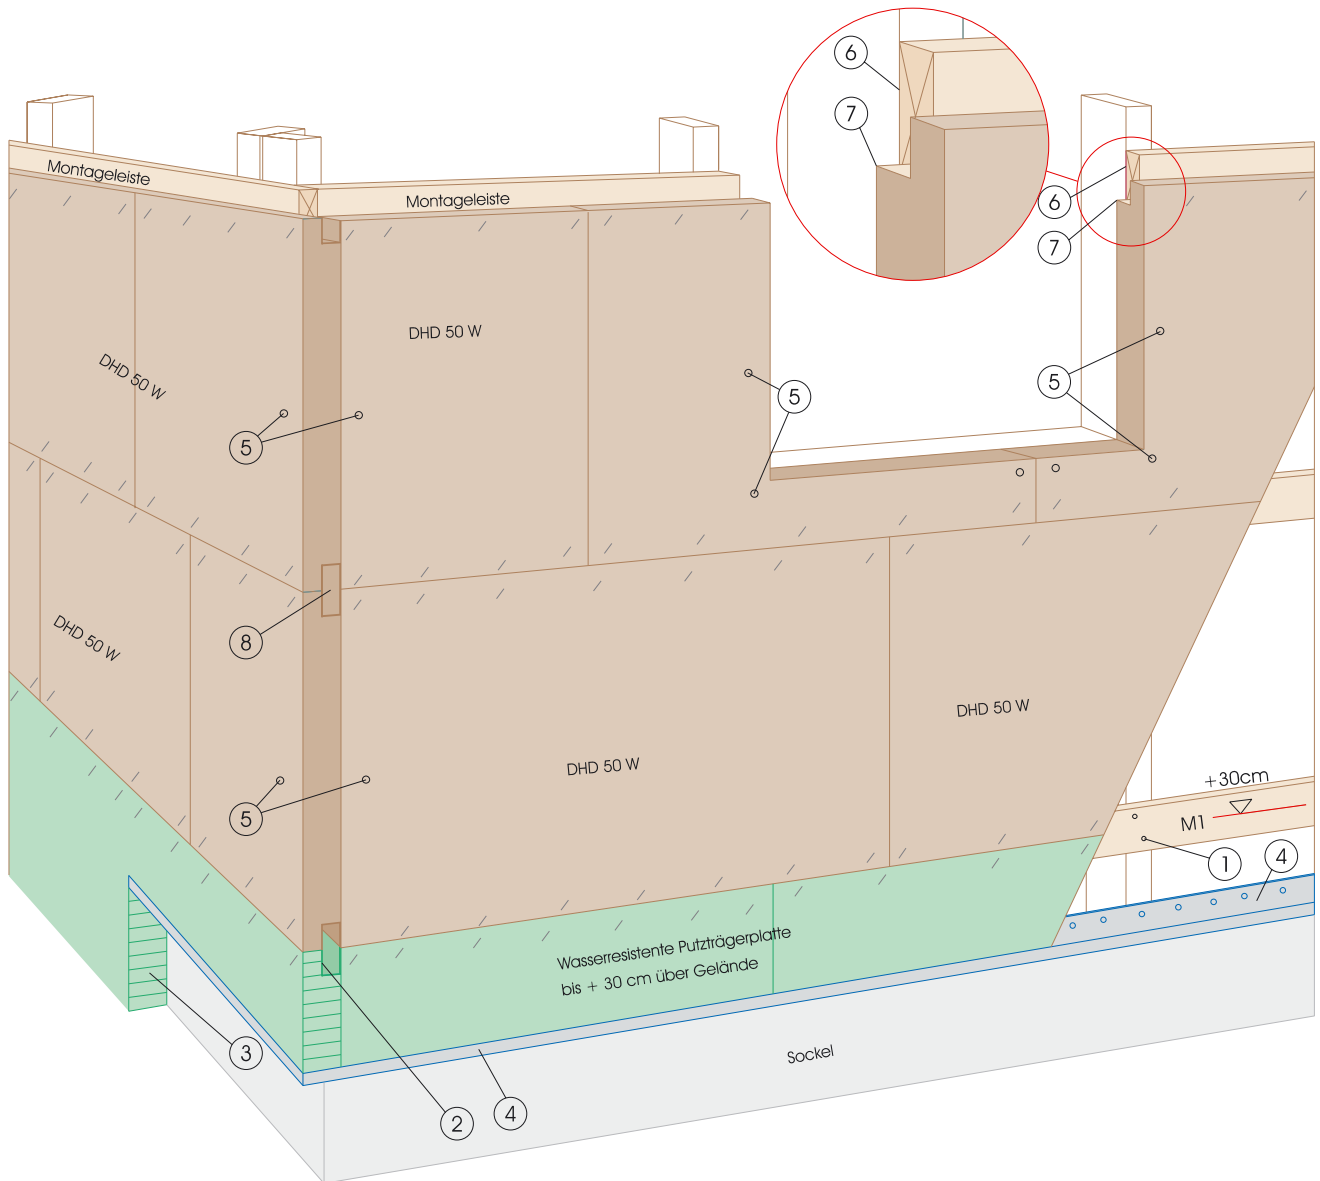 6
7
Montageleiste
Montageleiste
6
7
DHD 50 W
DHD 50 W
5
5
5
8
DHD 50 W
DHD 50 W
DHD 50 W
5
+30cm
M1
1
4
Wasserresistente Putzträgerplatte
bis + 30 cm über Gelände
3
Sockel
2
4